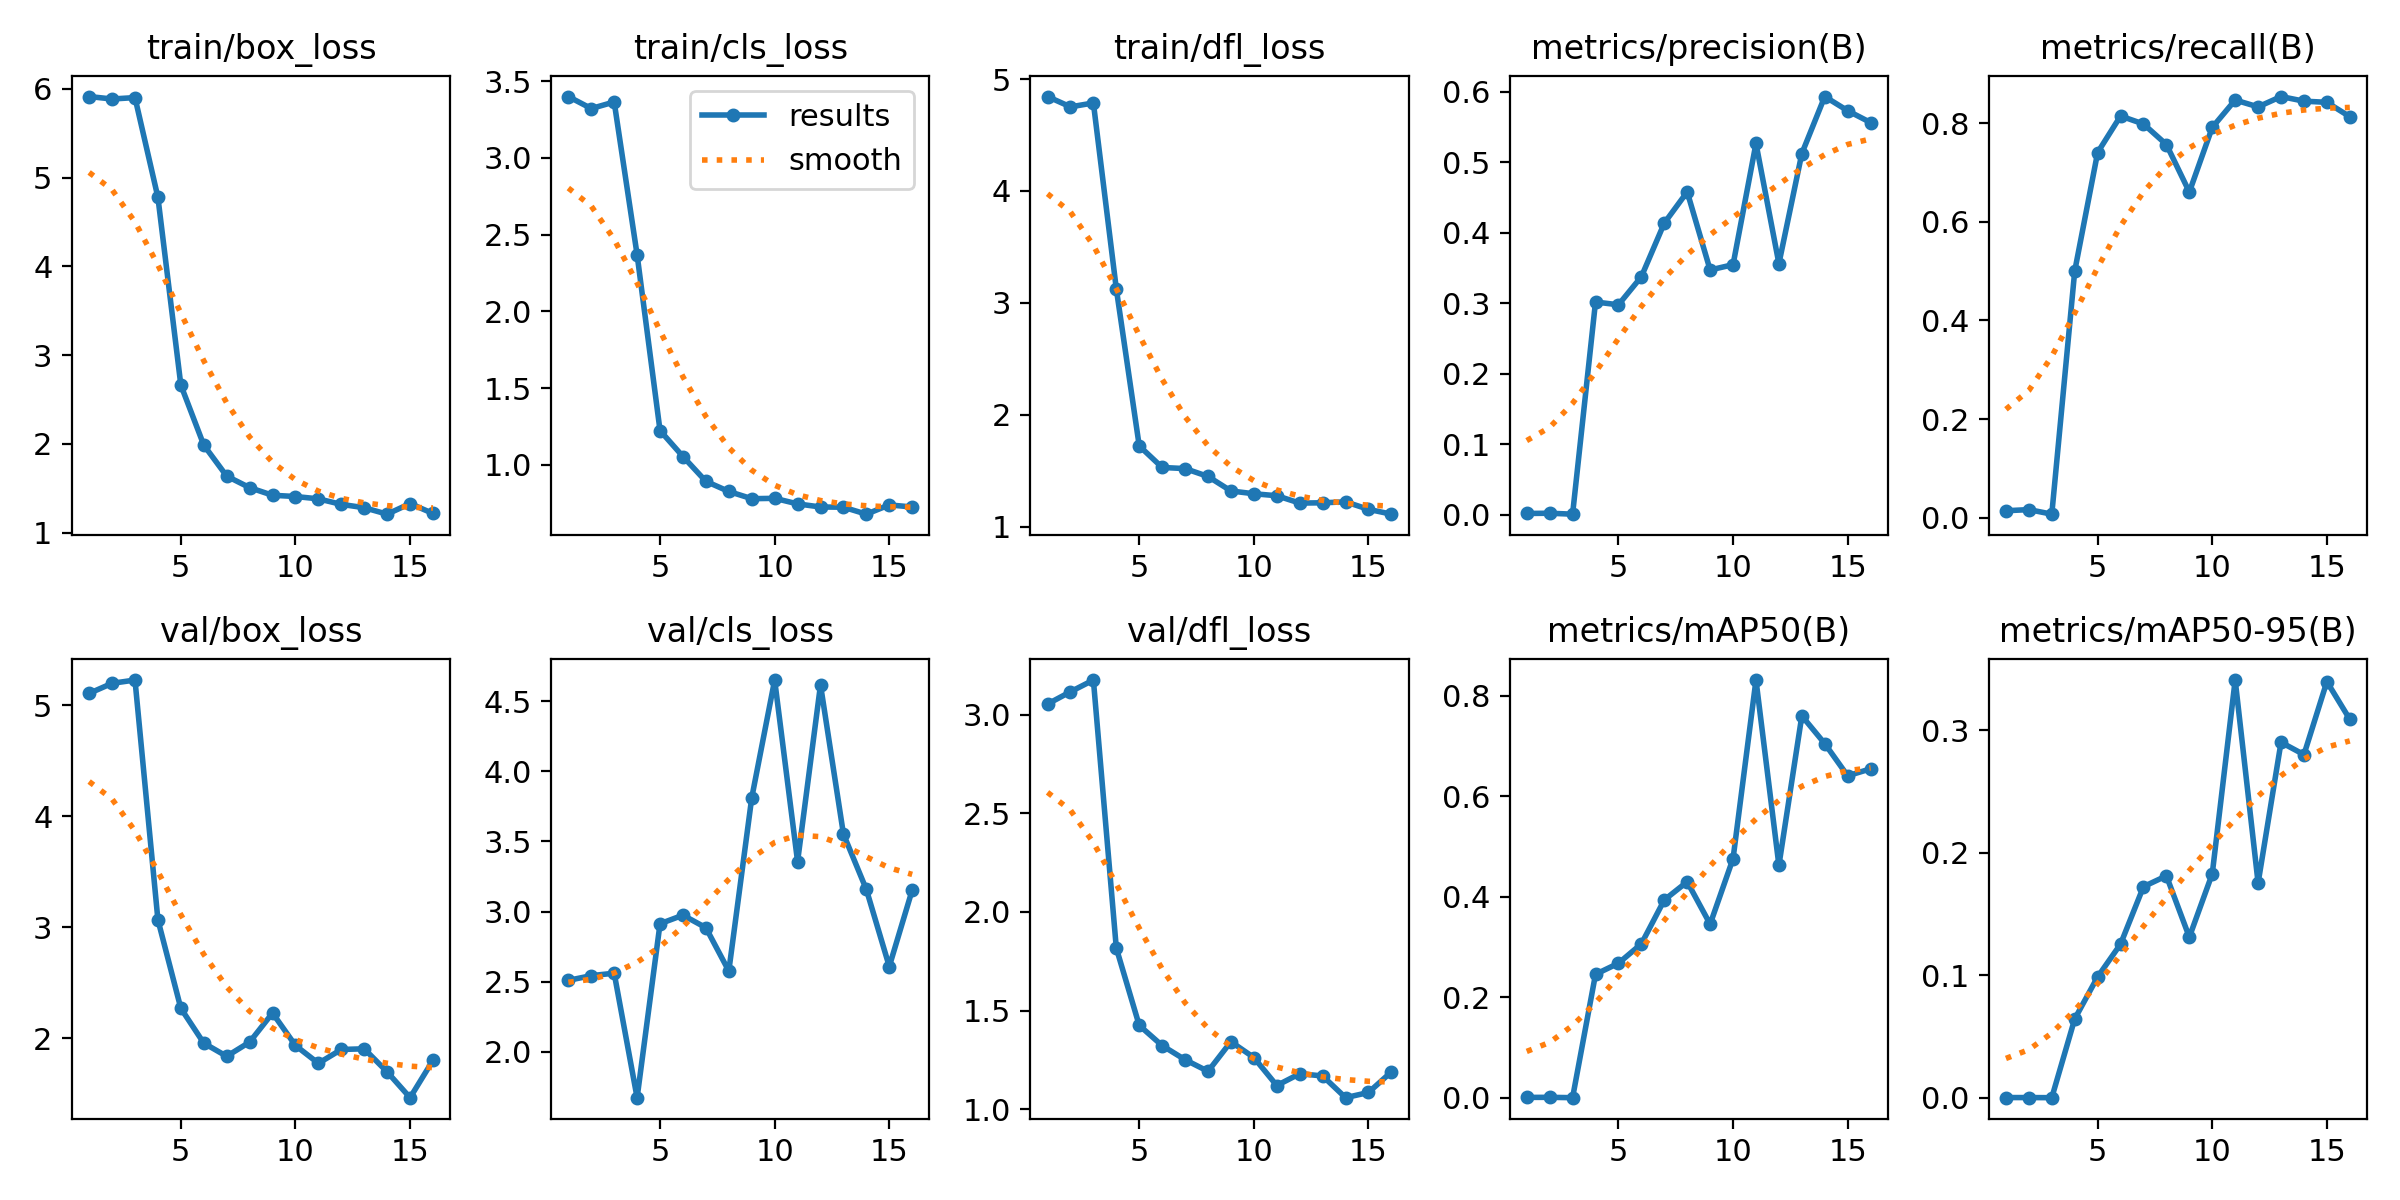 train/box_loss
6
5
4
3
2
1
5 10 15
train/cls_loss
3.5
3.0
2.5
2.0
1.5
1.0
results
smooth
5 10 15
train/dfl_loss
5
4
3
2
1
5 10 15
metrics/precision(B)
0.6
0.5
0.4
0.3
0.2
0.1
0.0
5 10 15
metrics/recall(B)
0.8
0.6
0.4
0.2
0.0
5 10 15
val/box_loss
5
4
3
2
5 10 15
val/cls_loss
4.5
4.0
3.5
3.0
2.5
2.0
5 10 15
val/dfl_loss
3.0
2.5
2.0
1.5
1.0
5 10 15
metrics/mAP50(B)
0.8
0.6
0.4
0.2
0.0
5 10 15
metrics/mAP50-95(B)
0.3
0.2
0.1
0.0
5 10 15